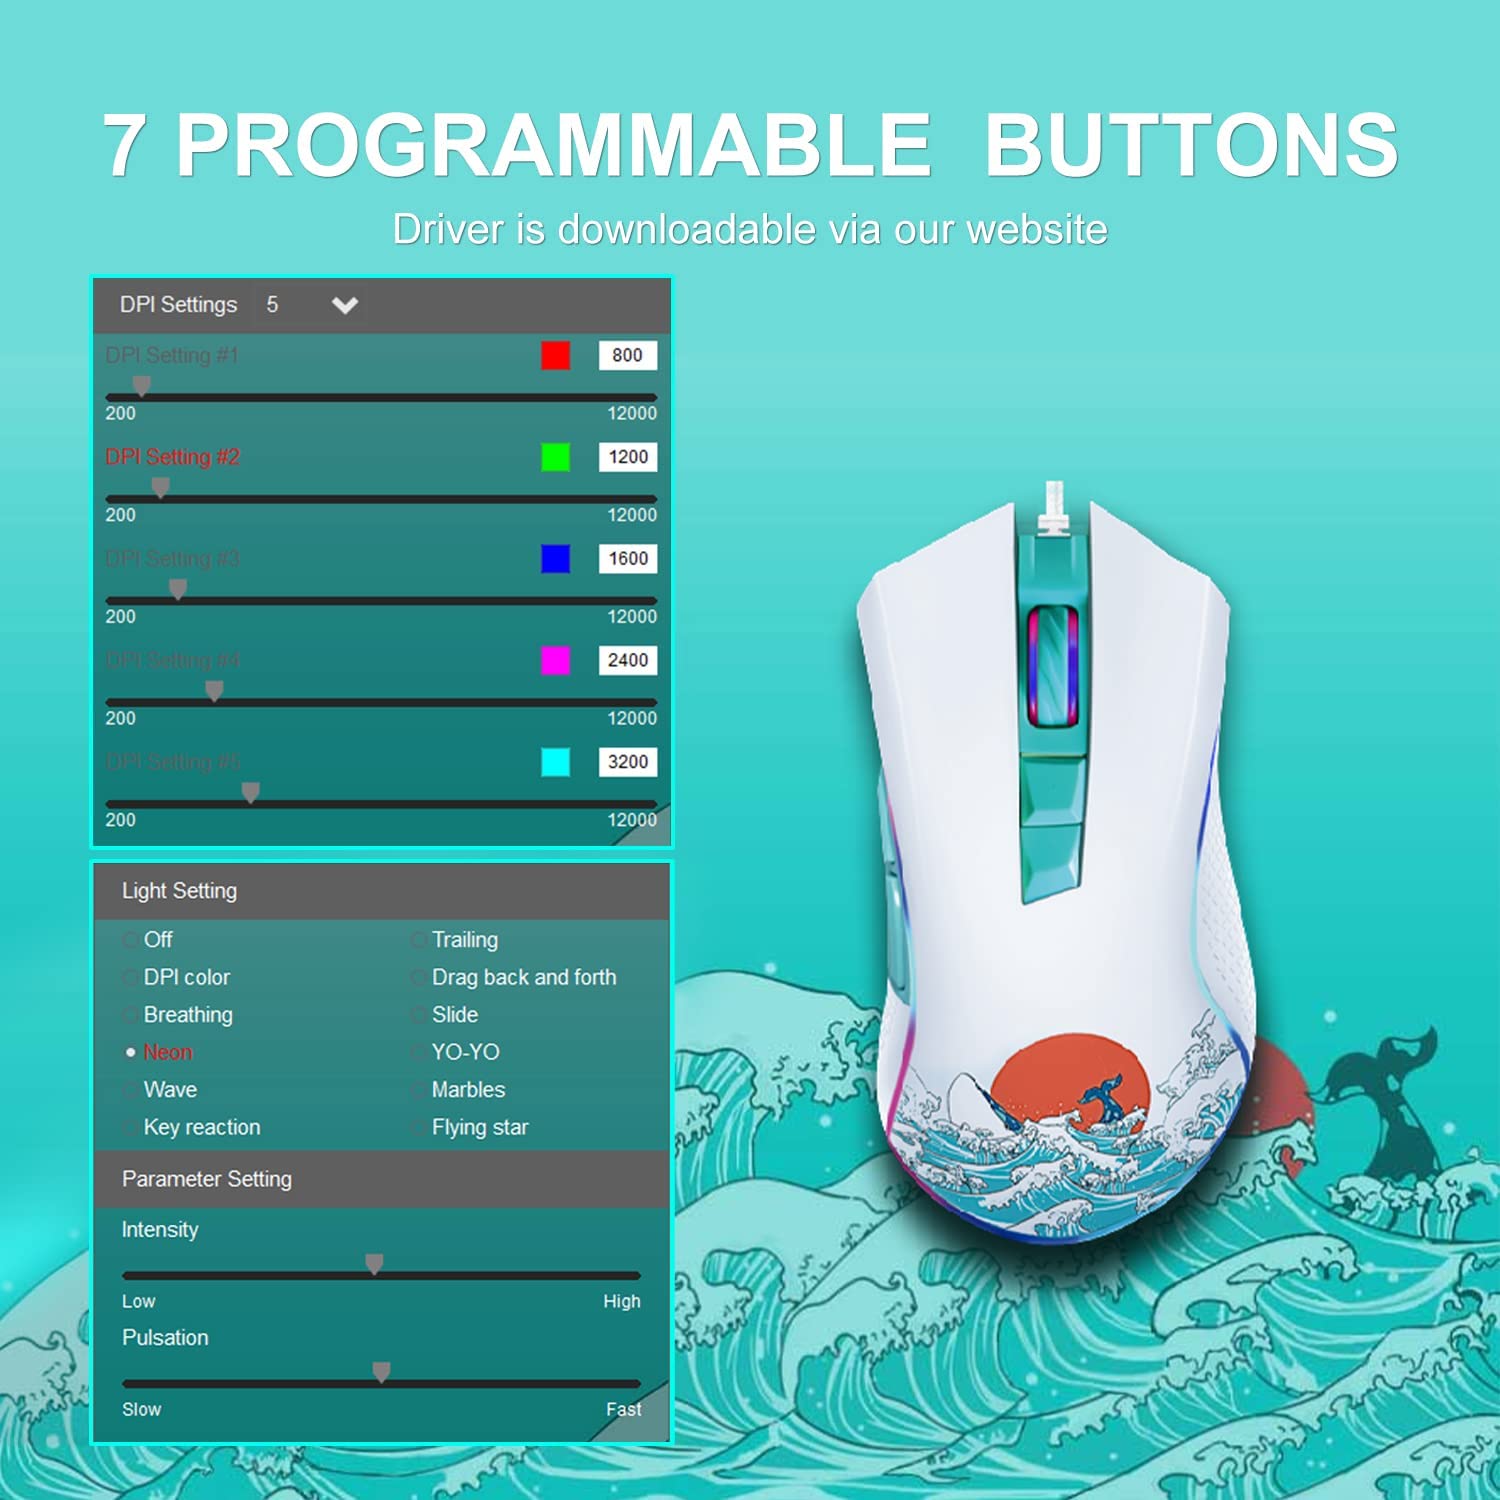 7 PROGRAMMABLE BUTTONS
Driver is downloadable via our website
DPI Settings 5
DPI Setting #1 800
200 12000
DPI Setting #2 1200
200 12000
DPI Setting #3 1600
200 12000
DPI Setting #4 2400
200 12000
DPI Setting #5 3200
200 12000
Light Setting
Off Trailing
DPI color Drag back and forth
Breathing Slide
Neon YO-YO
Wave Marbles
Key reaction Flying star
Parameter Setting
Intensity
Low High
Pulsation
Slow Fast